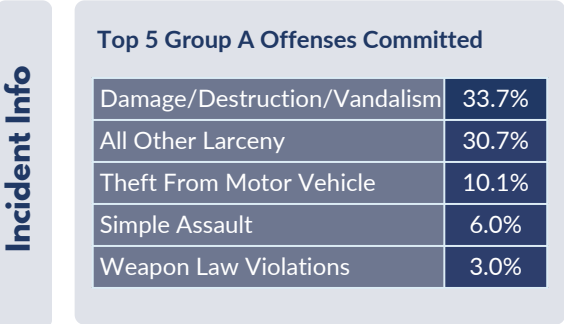 Incident Info
Top 5 Group A Offenses Committed
Damage/Destruction/Vandalism 33.7%
All Other Larceny 30.7%
Theft From Motor Vehicle 10.1%
Simple Assault 6.0%
Weapon Law Violations 3.0%